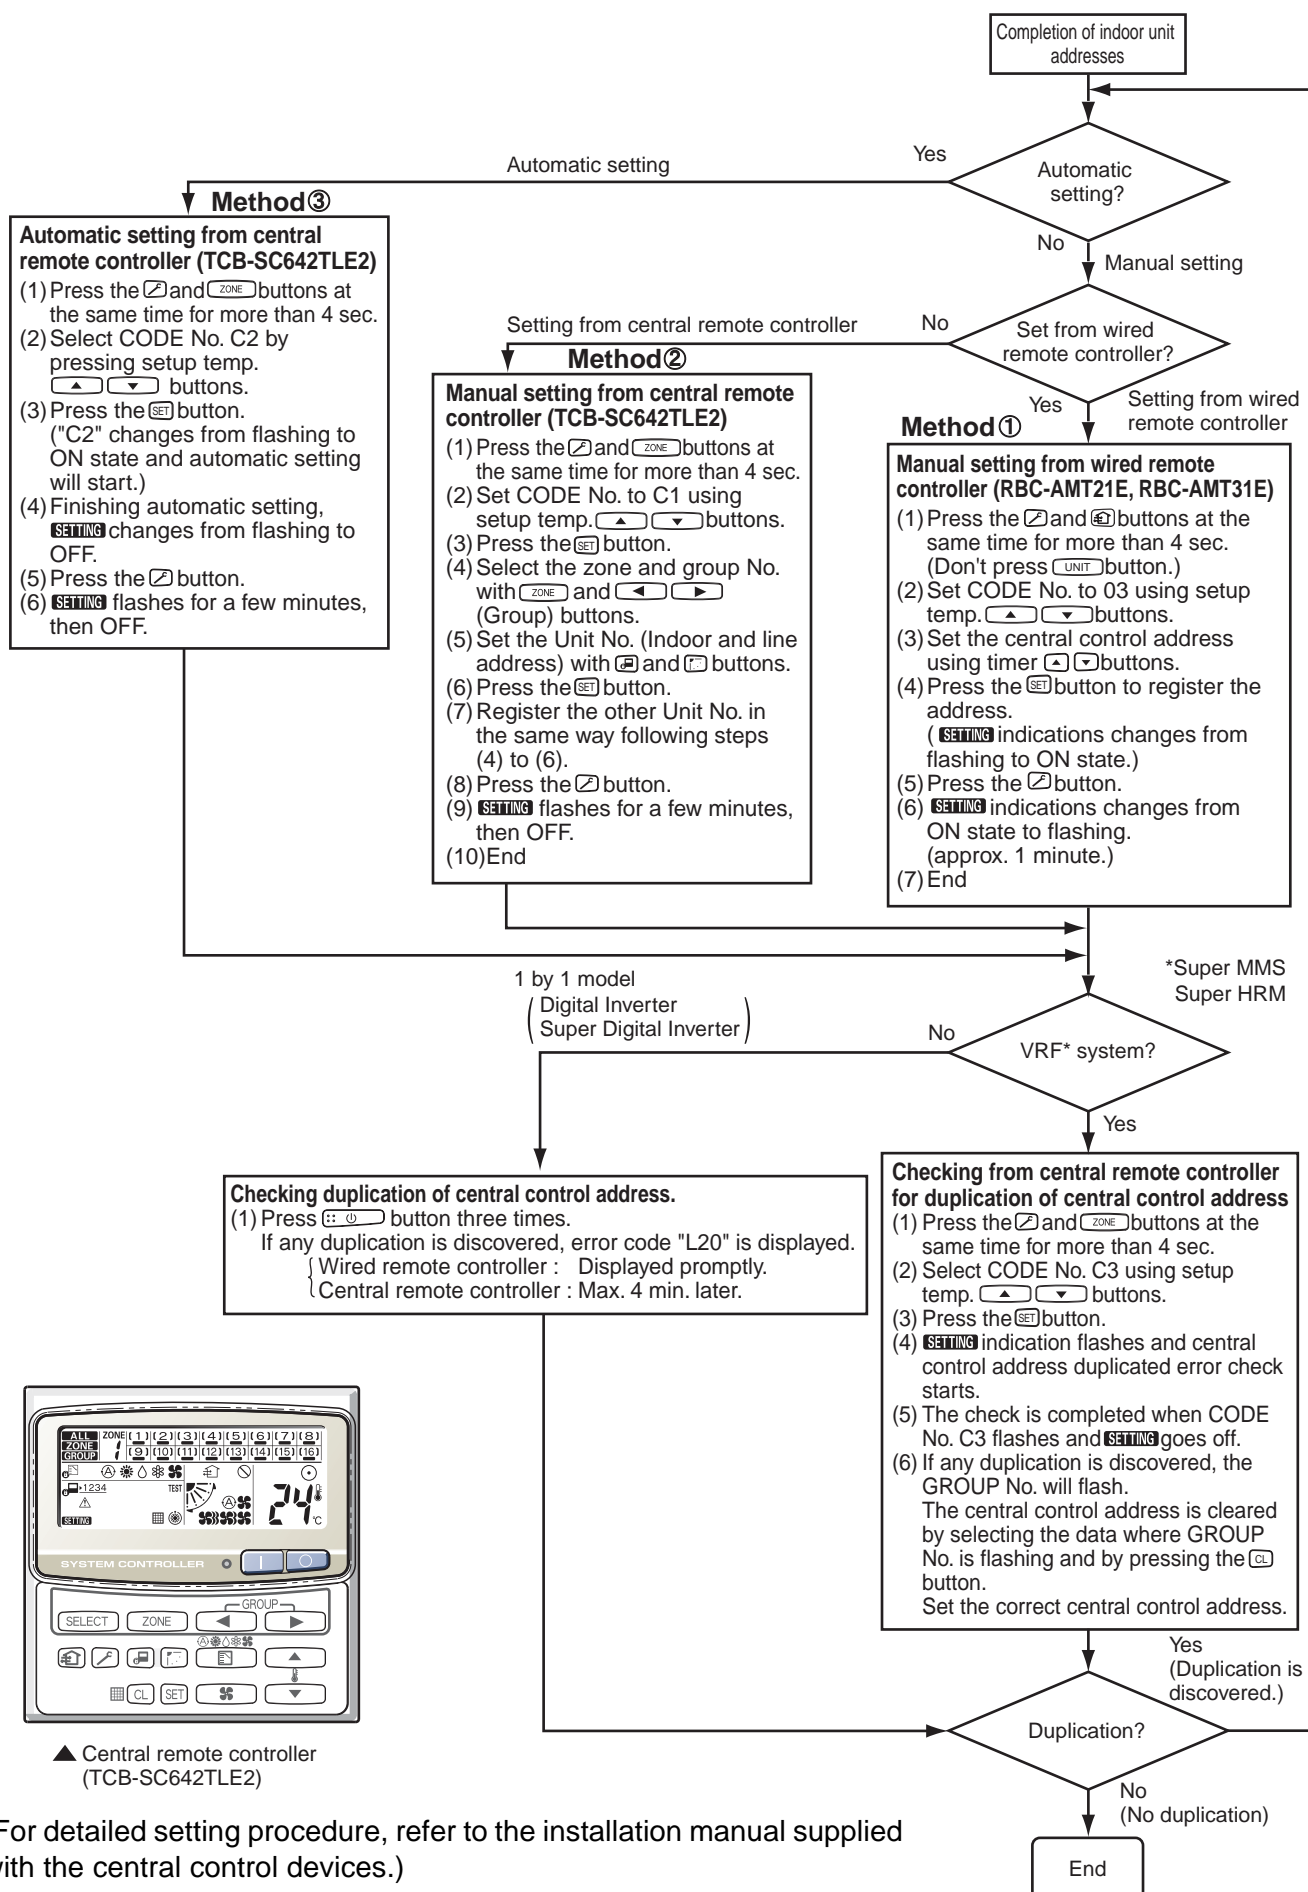 Completion of indoor unit
addresses
Automatic
setting?
Yes
Automatic setting
No
Manual setting
Method③
Automatic setting from central
remote controller (TCB-SC642TLE2)
(1) Press the and ZONE buttons at
the same time for more than 4 sec.
(2) Select CODE No. C2 by
pressing setup temp.
▲ ▼ buttons.
(3) Press the SET button.
("C2" changes from flashing to
ON state and automatic setting
will start.)
(4) Finishing automatic setting,
SETTING changes from flashing to
OFF.
(5) Press the button.
(6) SETTING flashes for a few minutes,
then OFF.
Set from wired
remote controller?
No
Setting from central remote controller
Yes
Setting from wired
remote controller
Method②
Manual setting from central remote
controller (TCB-SC642TLE2)
(1) Press the and ZONE buttons at
the same time for more than 4 sec.
(2) Set CODE No. to C1 using
setup temp. ▲ ▼ buttons.
(3) Press the SET button.
(4) Select the zone and group No.
with ZONE and ◀ ▶
(Group) buttons.
(5) Set the Unit No. (Indoor and line
address) with and buttons.
(6) Press the SET button.
(7) Register the other Unit No. in
the same way following steps
(4) to (6).
(8) Press the button.
(9) SETTING flashes for a few minutes,
then OFF.
(10) End
Method①
Manual setting from wired remote
controller (RBC-AMT21E, RBC-AMT31E)
(1) Press the and buttons at the
same time for more than 4 sec.
(Don't press UNIT button.)
(2) Set CODE No. to 03 using setup
temp. ▲ ▼ buttons.
(3) Set the central control address
using timer ▲ ▼ buttons.
(4) Press the SET button to register the
address.
( SETTING indications changes from
flashing to ON state.)
(5) Press the button.
(6) SETTING indications changes from
ON state to flashing.
(approx. 1 minute.)
(7) End
*Super MMS
Super HRM
VRF* system?
No
1 by 1 model
(Digital Inverter
Super Digital Inverter)
Yes
Checking duplication of central control address.
(1) Press button three times.
If any duplication is discovered, error code "L20" is displayed.
Wired remote controller : Displayed promptly.
Central remote controller : Max. 4 min. later.
Checking from central remote controller
for duplication of central control address
(1) Press the and ZONE buttons at the
same time for more than 4 sec.
(2) Select CODE No. C3 using setup
temp. ▲ ▼ buttons.
(3) Press the SET button.
(4) SETTING indication flashes and central
control address duplicated error check
starts.
(5) The check is completed when CODE
No. C3 flashes and SETTING goes off.
(6) If any duplication is discovered, the
GROUP No. will flash.
The central control address is cleared
by selecting the data where GROUP
No. is flashing and by pressing the CL
button.
Set the correct central control address.
Duplication?
Yes
(Duplication is
discovered.)
No
(No duplication)
End
ALL ZONE (1) (2) (3) (4) (5) (6) (7) (8)
ZONE 1
GROUP (9) (10) (11) (12) (13) (14) (15) (16)
1234 TEST
24 °C
SETTING
SYSTEM CONTROLLER
GROUP
SELECT ZONE ◀ ▶
CL SET
▲ Central remote controller
(TCB-SC642TLE2)
For detailed setting procedure, refer to the installation manual supplied
ith the central control devices.)